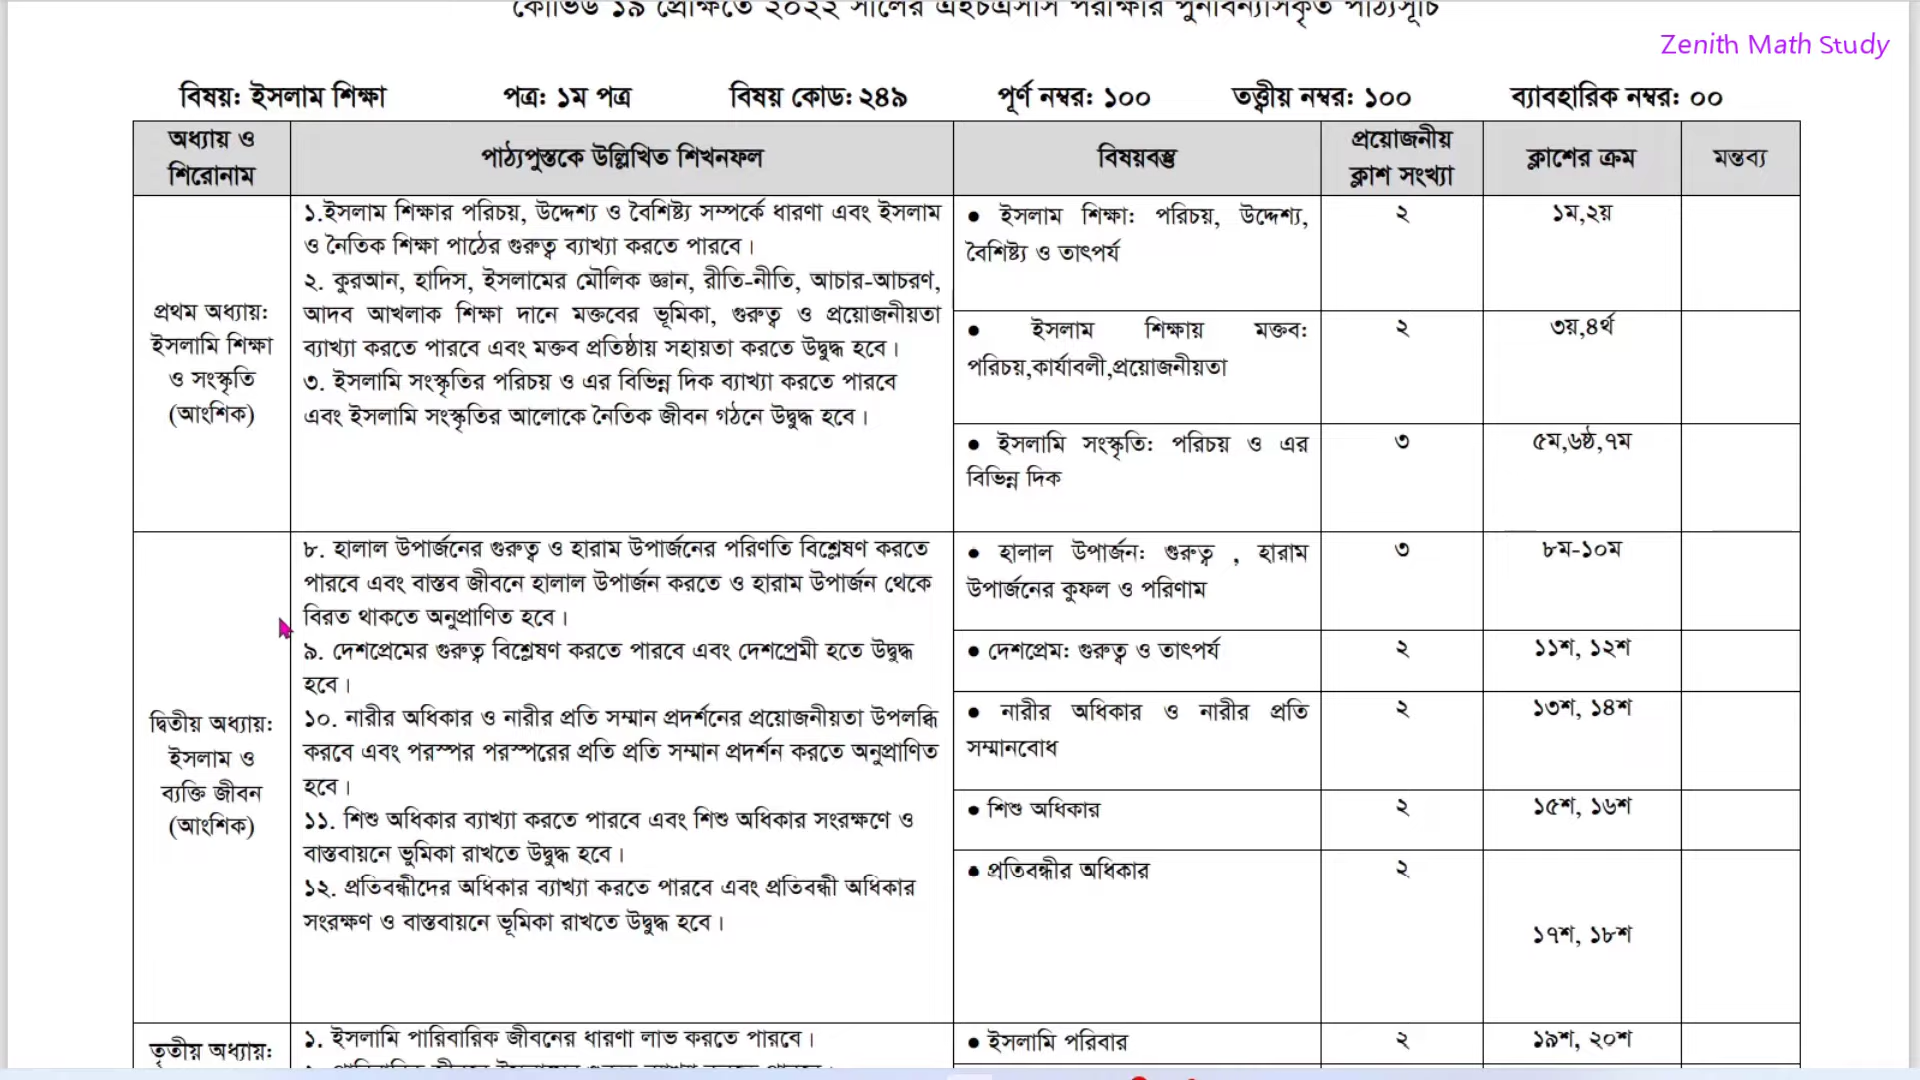 কোভিড ১৯ প্রেক্ষিতে ২০২২ সালের এইচএসসি পরীক্ষার পুনর্বিন্যাসকৃত পাঠ্যসূচি
Zenith Math Study
বিষয়: ইসলাম শিক্ষা পত্র: ১ম পত্র বিষয় কোড: ২৪৯ পূর্ণ নম্বর: ১০০ তত্ত্বীয় নম্বর: ১০০ ব্যাবহারিক নম্বর: ০০
অধ্যায় ও
শিরোনাম
পাঠ্যপুস্তকে উল্লিখিত শিখনফল
বিষয়বস্তু
প্রয়োজনীয়
ক্লাশ সংখ্যা
ক্লাশের ক্রম
মন্তব্য
প্রথম অধ্যায়:
ইসলামি শিক্ষা
ও সংস্কৃতি
(আংশিক)
১.ইসলাম শিক্ষার পরিচয়, উদ্দেশ্য ও বৈশিষ্ট্য সম্পর্কে ধারণা এবং ইসলাম
ও নৈতিক শিক্ষা পাঠের গুরুত্ব ব্যাখ্যা করতে পারবে।
২. কুরআন, হাদিস, ইসলামের মৌলিক জ্ঞান, রীতি-নীতি, আচার-আচরণ,
আদব আখলাক শিক্ষা দানে মক্তবের ভূমিকা, গুরুত্ব ও প্রয়োজনীয়তা
ব্যাখ্যা করতে পারবে এবং মক্তব প্রতিষ্ঠায় সহায়তা করতে উদ্বুদ্ধ হবে।
৩. ইসলামি সংস্কৃতির পরিচয় ও এর বিভিন্ন দিক ব্যাখ্যা করতে পারবে
এবং ইসলামি সংস্কৃতির আলোকে নৈতিক জীবন গঠনে উদ্বুদ্ধ হবে।
● ইসলাম শিক্ষা: পরিচয়, উদ্দেশ্য,
বৈশিষ্ট্য ও তাৎপর্য
২
১ম,২য়
● ইসলাম শিক্ষায় মক্তব:
পরিচয়,কার্যাবলী,প্রয়োজনীয়তা
২
৩য়,৪র্থ
● ইসলামি সংস্কৃতি: পরিচয় ও এর
বিভিন্ন দিক
৩
৫ম,৬ষ্ঠ,৭ম
দ্বিতীয় অধ্যায়:
ইসলাম ও
ব্যক্তি জীবন
(আংশিক)
৮. হালাল উপার্জনের গুরুত্ব ও হারাম উপার্জনের পরিণতি বিশ্লেষণ করতে
পারবে এবং বাস্তব জীবনে হালাল উপার্জন করতে ও হারাম উপার্জন থেকে
বিরত থাকতে অনুপ্রাণিত হবে।
৯. দেশপ্রেমের গুরুত্ব বিশ্লেষণ করতে পারবে এবং দেশপ্রেমী হতে উদ্বুদ্ধ
হবে।
১০. নারীর অধিকার ও নারীর প্রতি সম্মান প্রদর্শনের প্রয়োজনীয়তা উপলব্ধি
করবে এবং পরস্পর পরস্পরের প্রতি প্রতি সম্মান প্রদর্শন করতে অনুপ্রাণিত
হবে।
১১. শিশু অধিকার ব্যাখ্যা করতে পারবে এবং শিশু অধিকার সংরক্ষণে ও
বাস্তবায়নে ভুমিকা রাখতে উদ্বুদ্ধ হবে।
১২. প্রতিবন্ধীদের অধিকার ব্যাখ্যা করতে পারবে এবং প্রতিবন্ধী অধিকার
সংরক্ষণ ও বাস্তবায়নে ভূমিকা রাখতে উদ্বুদ্ধ হবে।
● হালাল উপার্জন: গুরুত্ব , হারাম
উপার্জনের কুফল ও পরিণাম
৩
৮ম-১০ম
● দেশপ্রেম: গুরুত্ব ও তাৎপর্য
২
১১শ, ১২শ
● নারীর অধিকার ও নারীর প্রতি
সম্মানবোধ
২
১৩শ, ১৪শ
● শিশু অধিকার
২
১৫শ, ১৬শ
● প্রতিবন্ধীর অধিকার
২
১৭শ, ১৮শ
তৃতীয় অধ্যায়:
১. ইসলামি পারিবারিক জীবনের ধারণা লাভ করতে পারবে।
● ইসলামি পরিবার
২
১৯শ, ২০শ